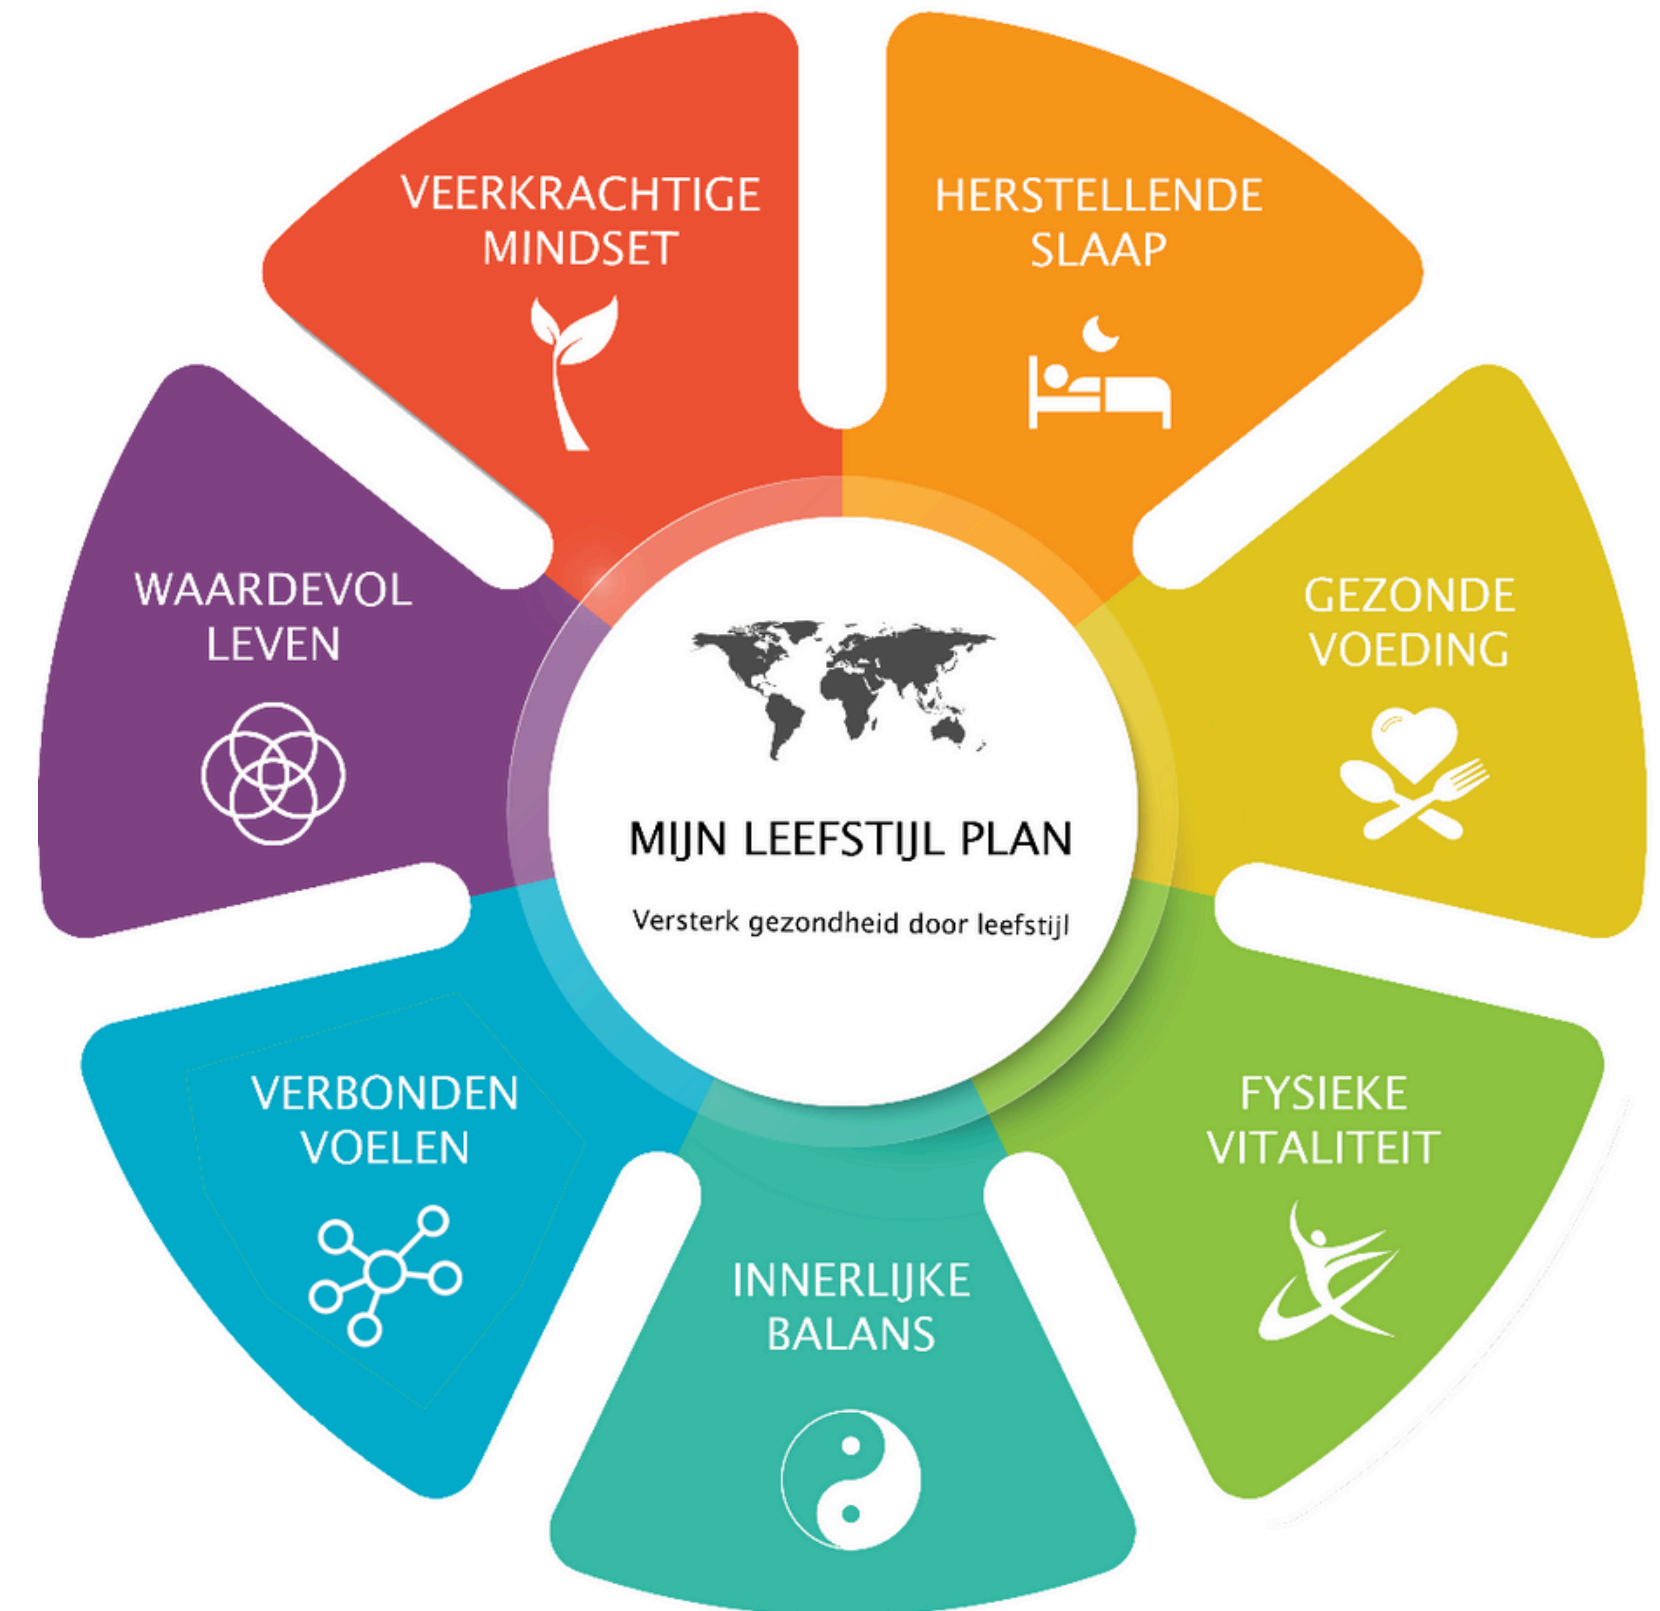 VEERKRACHTIGE
MINDSET
HERSTELLENDE
SLAAP
GEZONDE
VOEDING
FYSIEKE
VITALITEIT
INNERLIJKE
BALANS
VERBONDEN
VOELEN
WAARDEVOL
LEVEN
MIJN LEEFSTIJL PLAN
Versterk gezondheid door leefstijl